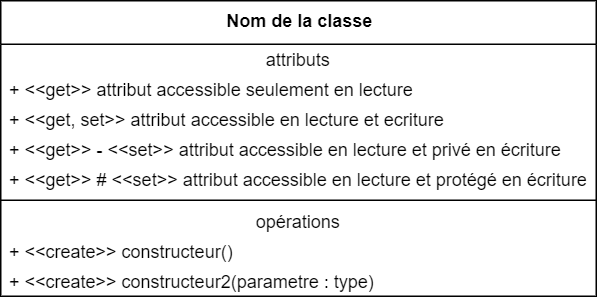 Nom de la classe
attributs
+ <<get>> attribut accessible seulement en lecture
+ <<get, set>> attribut accessible en lecture et ecriture
+ <<get>> - <<set>> attribut accessible en lecture et privé en écriture
+ <<get>> # <<set>> attribut accessible en lecture et protégé en écriture
opérations
+ <<create>> constructeur()
+ <<create>> constructeur2(parametre : type)